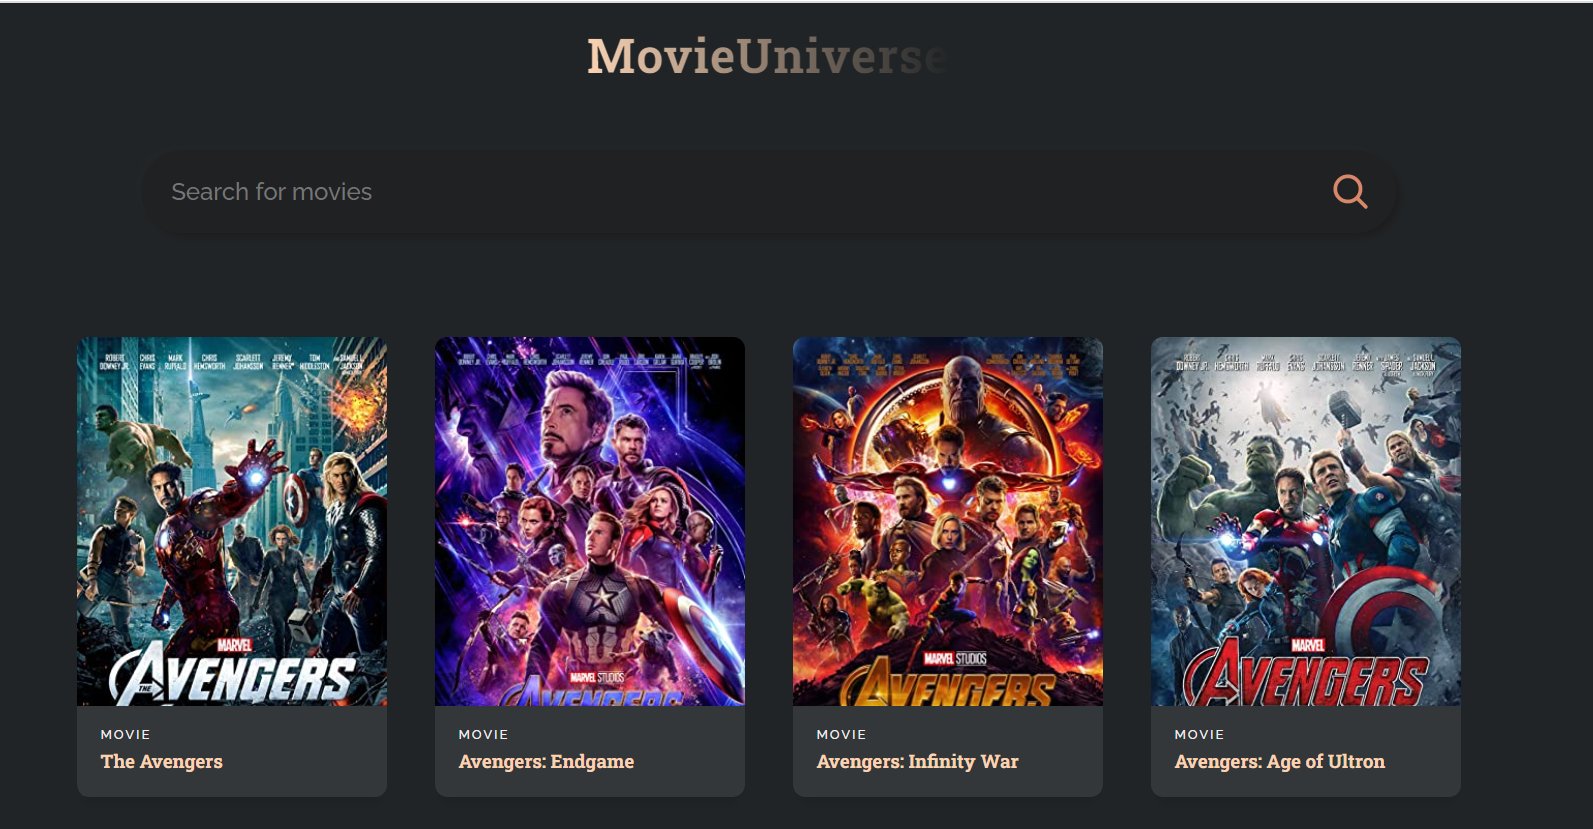 MovieUniverse
Search for movies
ROBERT DOWNEY JR. CHRIS EVANS MARK RUFFALO CHRIS HEMSWORTH SCARLETT JOHANSSON JEREMY RENNER TOM HIDDLESTON AND SAMUEL L. JACKSON
MARVEL
THE AVENGERS
MOVIE
The Avengers
MARVEL STUDIOS
AVENGERS
MOVIE
Avengers: Endgame
MARVEL STUDIOS
AVENGERS
MOVIE
Avengers: Infinity War
ROBERT DOWNEY JR. CHRIS HEMSWORTH MARK RUFFALO CHRIS EVANS SCARLETT JOHANSSON JEREMY RENNER WITH JAMES SPADER AND SAMUEL L. JACKSON
MARVEL
AVENGERS
MOVIE
Avengers: Age of Ultron